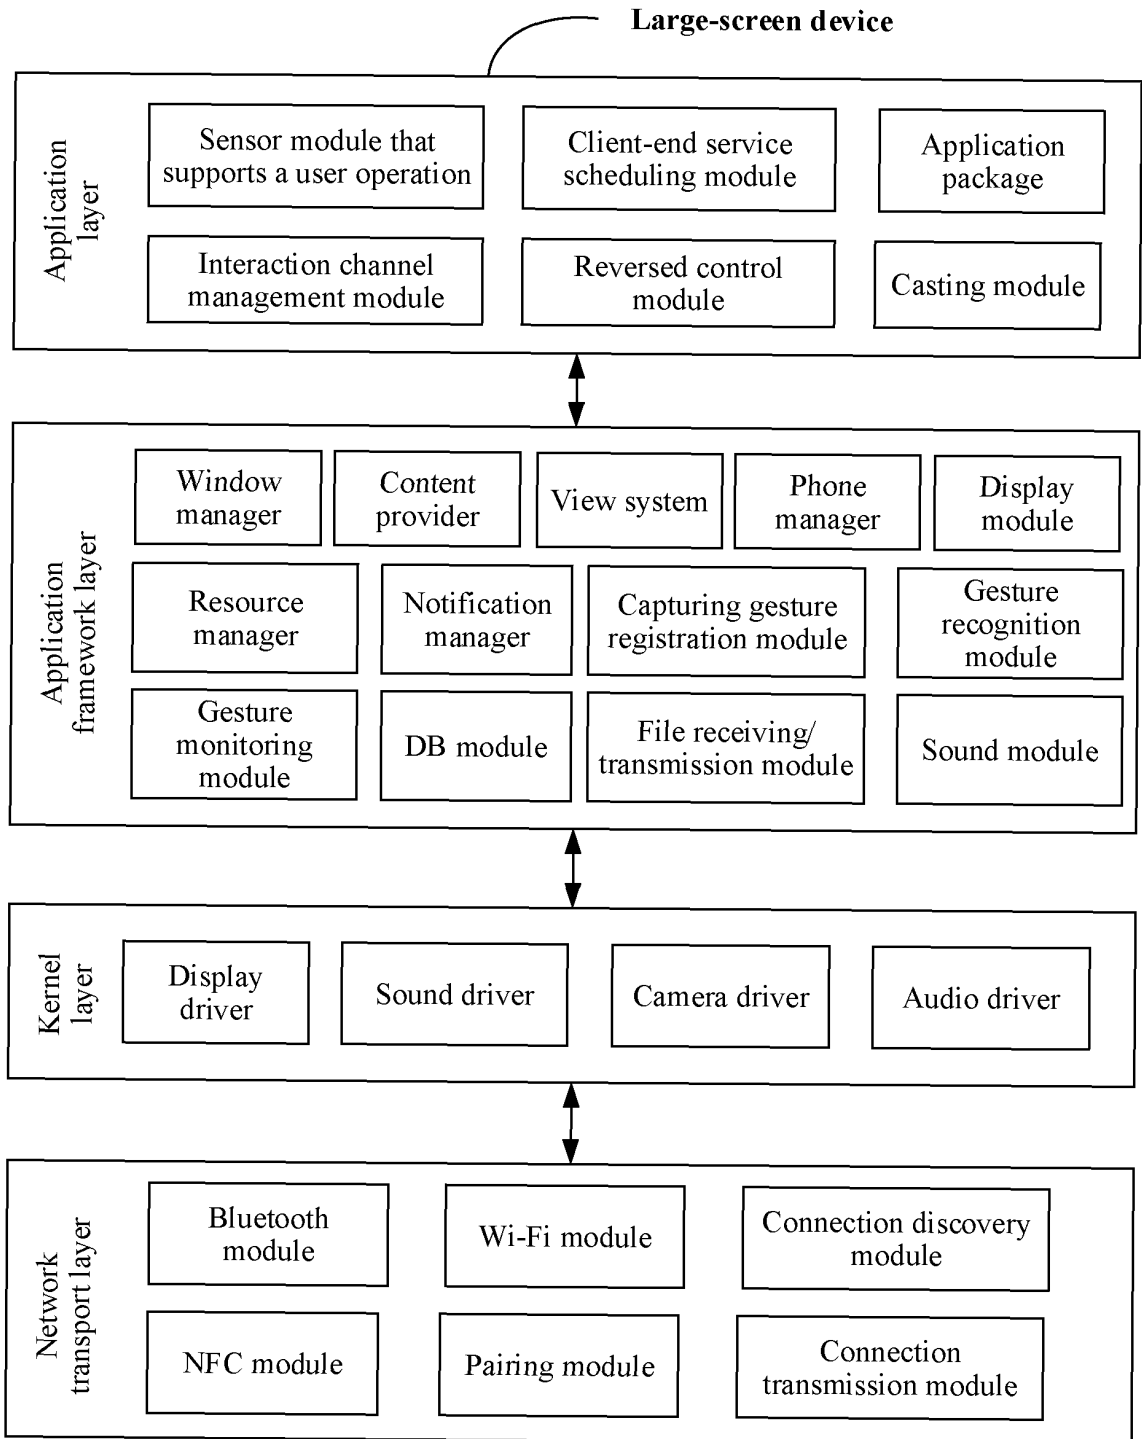 Large-screen device
Application
layer
Sensor module that
supports a user operation
Client-end service
scheduling module
Application
package
Interaction channel
management module
Reversed control
module
Casting module
Application
framework layer
Window
manager
Content
provider
View system
Phone
manager
Display
module
Resource
manager
Notification
manager
Capturing gesture
registration module
Gesture
recognition
module
Gesture
monitoring
module
DB module
File receiving/
transmission module
Sound module
Kernel
layer
Display
driver
Sound driver
Camera driver
Audio driver
Network
transport layer
Bluetooth
module
Wi-Fi module
Connection discovery
module
NFC module
Pairing module
Connection
transmission module